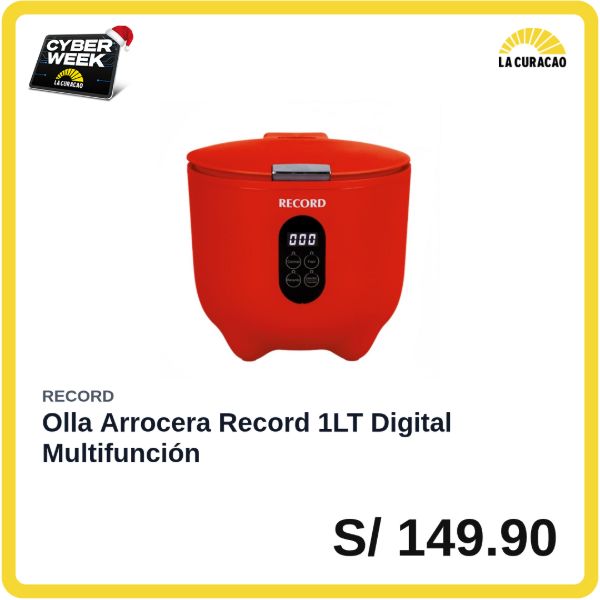 CYBER
WEEK
LA CURACAO
LA CURACAO
RECORD
000
RECORD
Olla Arrocera Record 1LT Digital
Multifunción
S/ 149.90